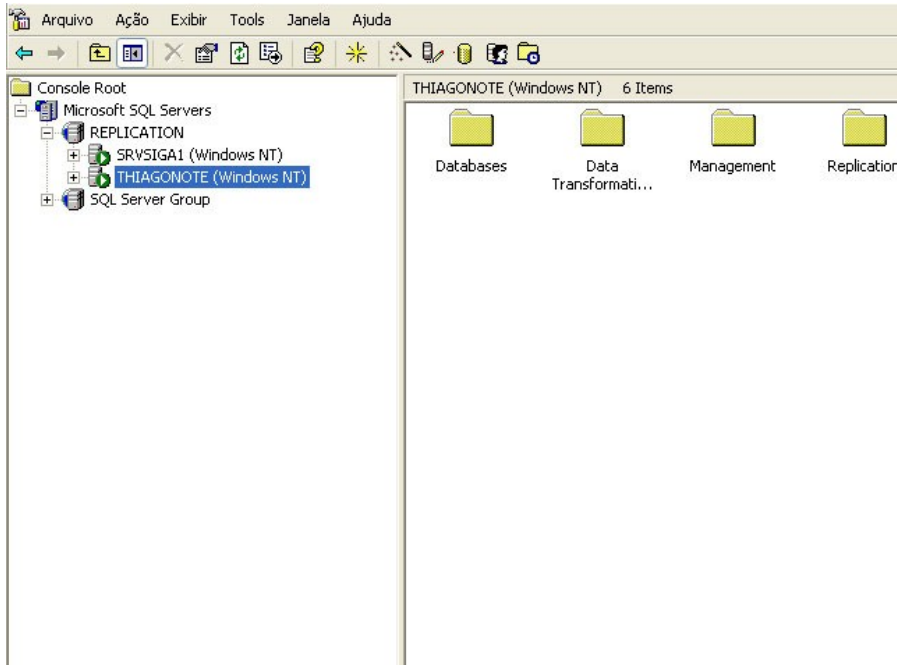 Arquivo Ação Exibir Tools Janela Ajuda
Console Root
Microsoft SQL Servers
REPLICATION
SRVSIGA1 (Windows NT)
THIAGONOTE (Windows NT)
SQL Server Group
THIAGONOTE (Windows NT) 6 Items
Databases
Data
Transformati...
Management
Replication